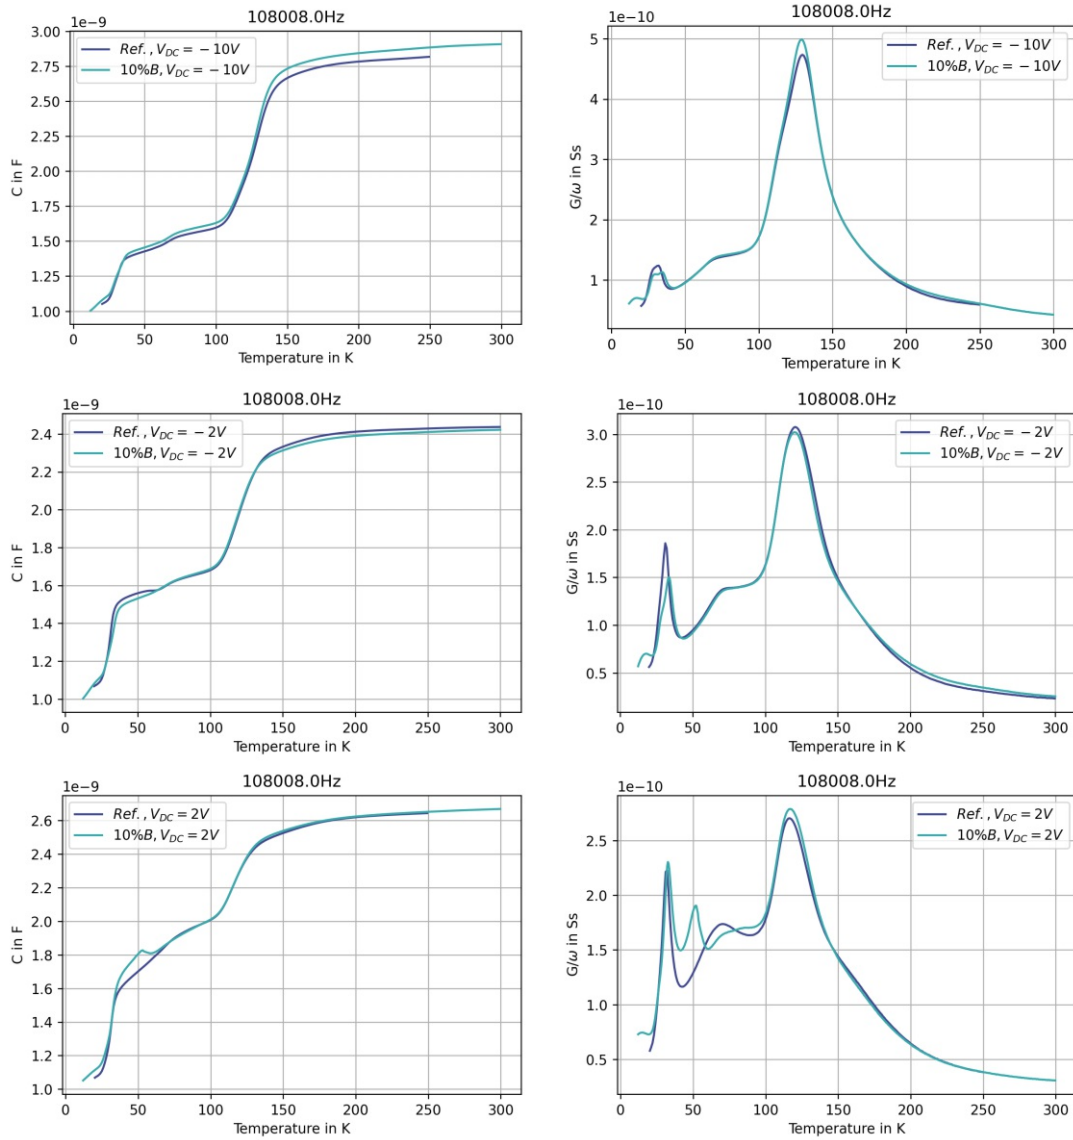 108008.0Hz
1e−9
Ref., V_DC = −10V
10%B, V_DC = −10V
3.00
2.75
2.50
2.25
2.00
1.75
1.50
1.25
1.00
C in F
0 50 100 150 200 250 300
Temperature in K
108008.0Hz
1e−10
Ref., V_DC = −10V
10%B, V_DC = −10V
5
4
3
2
1
G/ω in Ss
0 50 100 150 200 250 300
Temperature in K
108008.0Hz
1e−9
Ref., V_DC = −2V
10%B, V_DC = −2V
2.4
2.2
2.0
1.8
1.6
1.4
1.2
1.0
C in F
0 50 100 150 200 250 300
Temperature in K
108008.0Hz
1e−10
Ref., V_DC = −2V
10%B, V_DC = −2V
3.0
2.5
2.0
1.5
1.0
0.5
G/ω in Ss
0 50 100 150 200 250 300
Temperature in K
108008.0Hz
1e−9
Ref., V_DC = 2V
10%B, V_DC = 2V
2.6
2.4
2.2
2.0
1.8
1.6
1.4
1.2
1.0
C in F
0 50 100 150 200 250 300
Temperature in K
108008.0Hz
1e−10
Ref., V_DC = 2V
10%B, V_DC = 2V
2.5
2.0
1.5
1.0
0.5
G/ω in Ss
0 50 100 150 200 250 300
Temperature in K